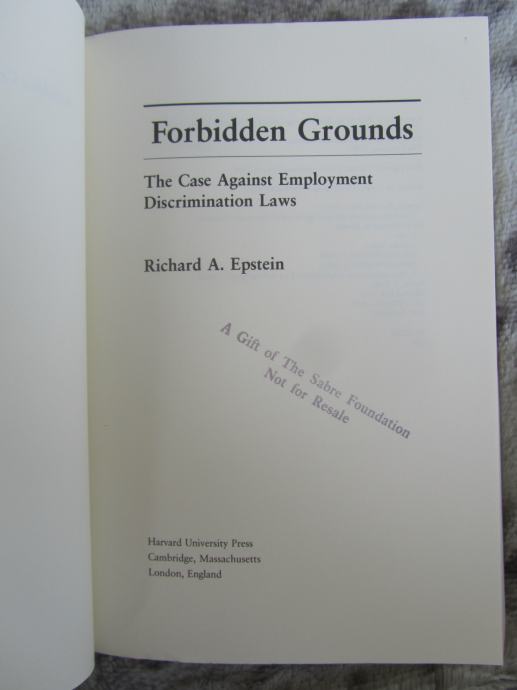 Forbidden Grounds
The Case Against Employment
Discrimination Laws
Richard A. Epstein
A Gift of The Sabre Foundation
Not for Resale
Harvard University Press
Cambridge, Massachusetts
London, England